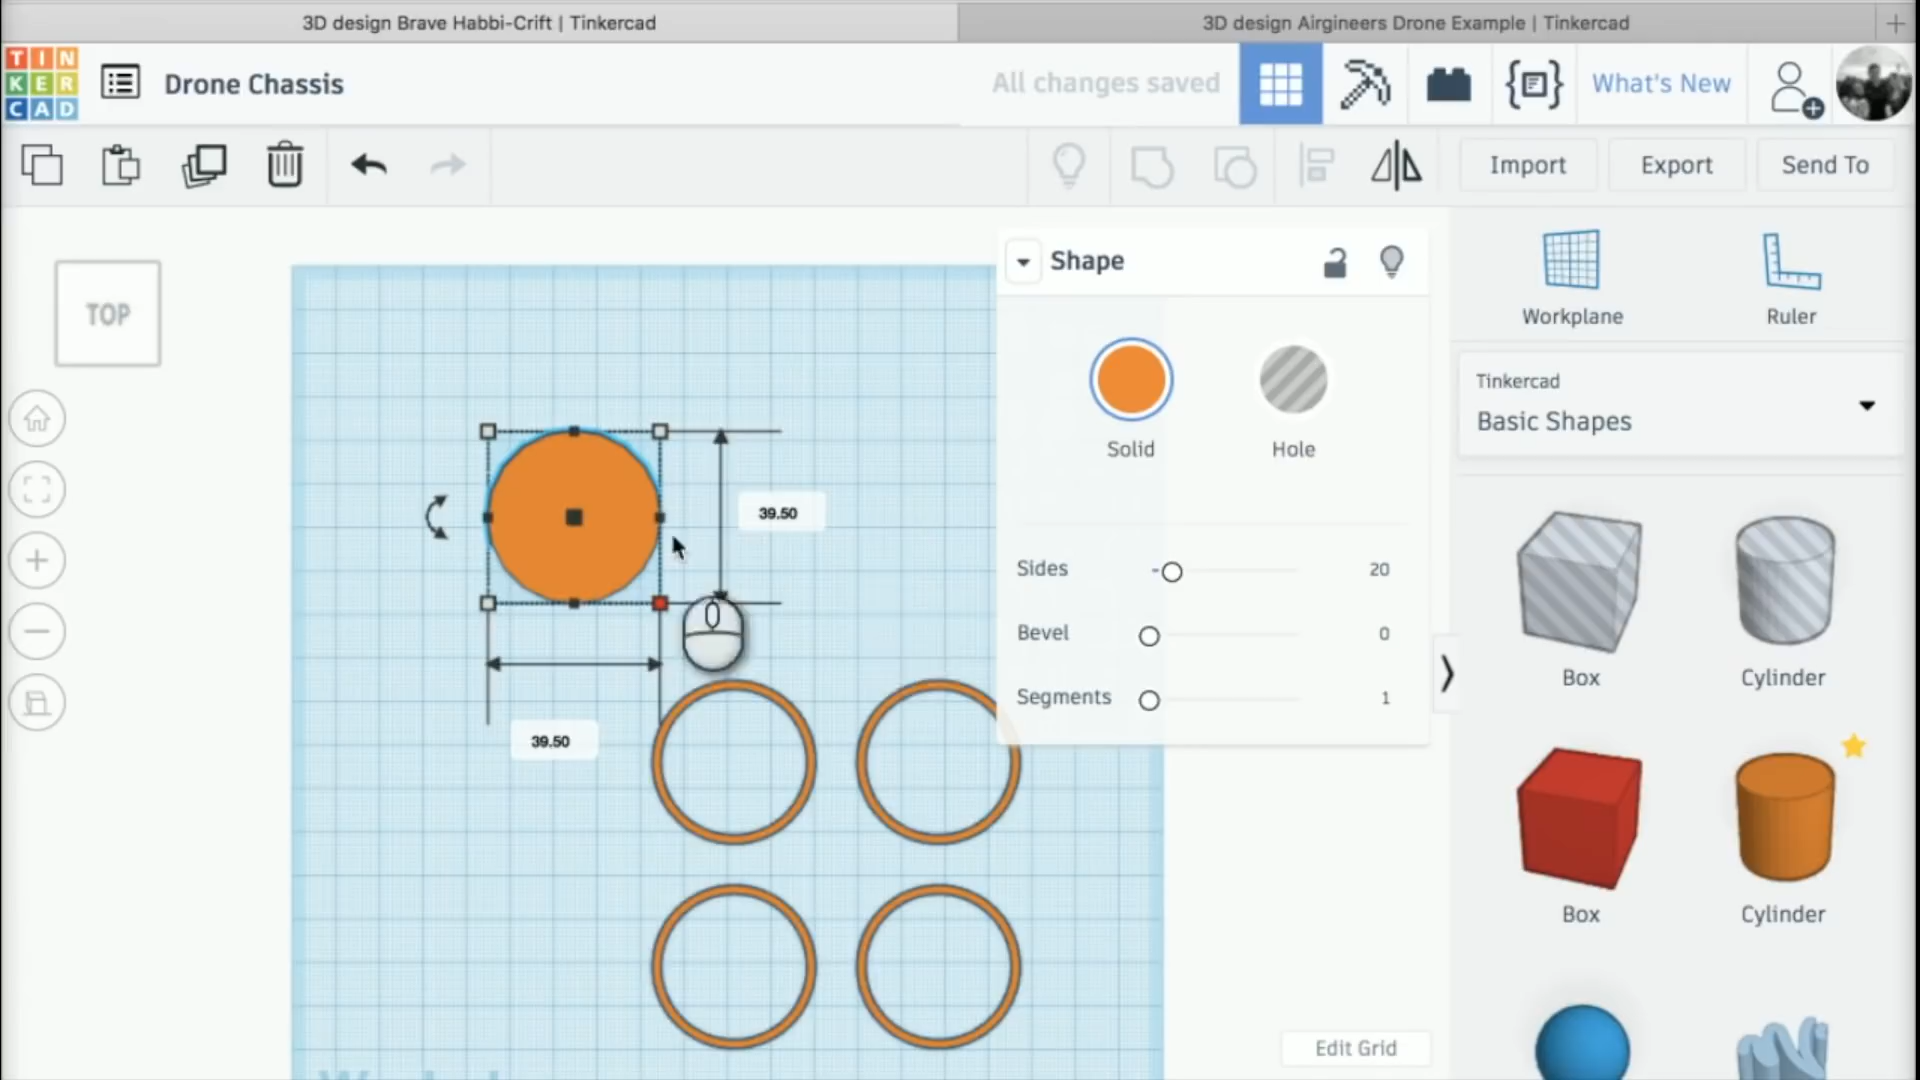 3D design Brave Habbi-Crift | Tinkercad
3D design Airgineers Drone Example | Tinkercad
TIN
KER
CAD
Drone Chassis
All changes saved
What's New
Import
Export
Send To
TOP
Shape
Workplane
Ruler
Solid
Hole
Tinkercad
Basic Shapes
39.50
Sides
20
Bevel
0
Segments
1
39.50
Box
Cylinder
Box
Cylinder
Edit Grid